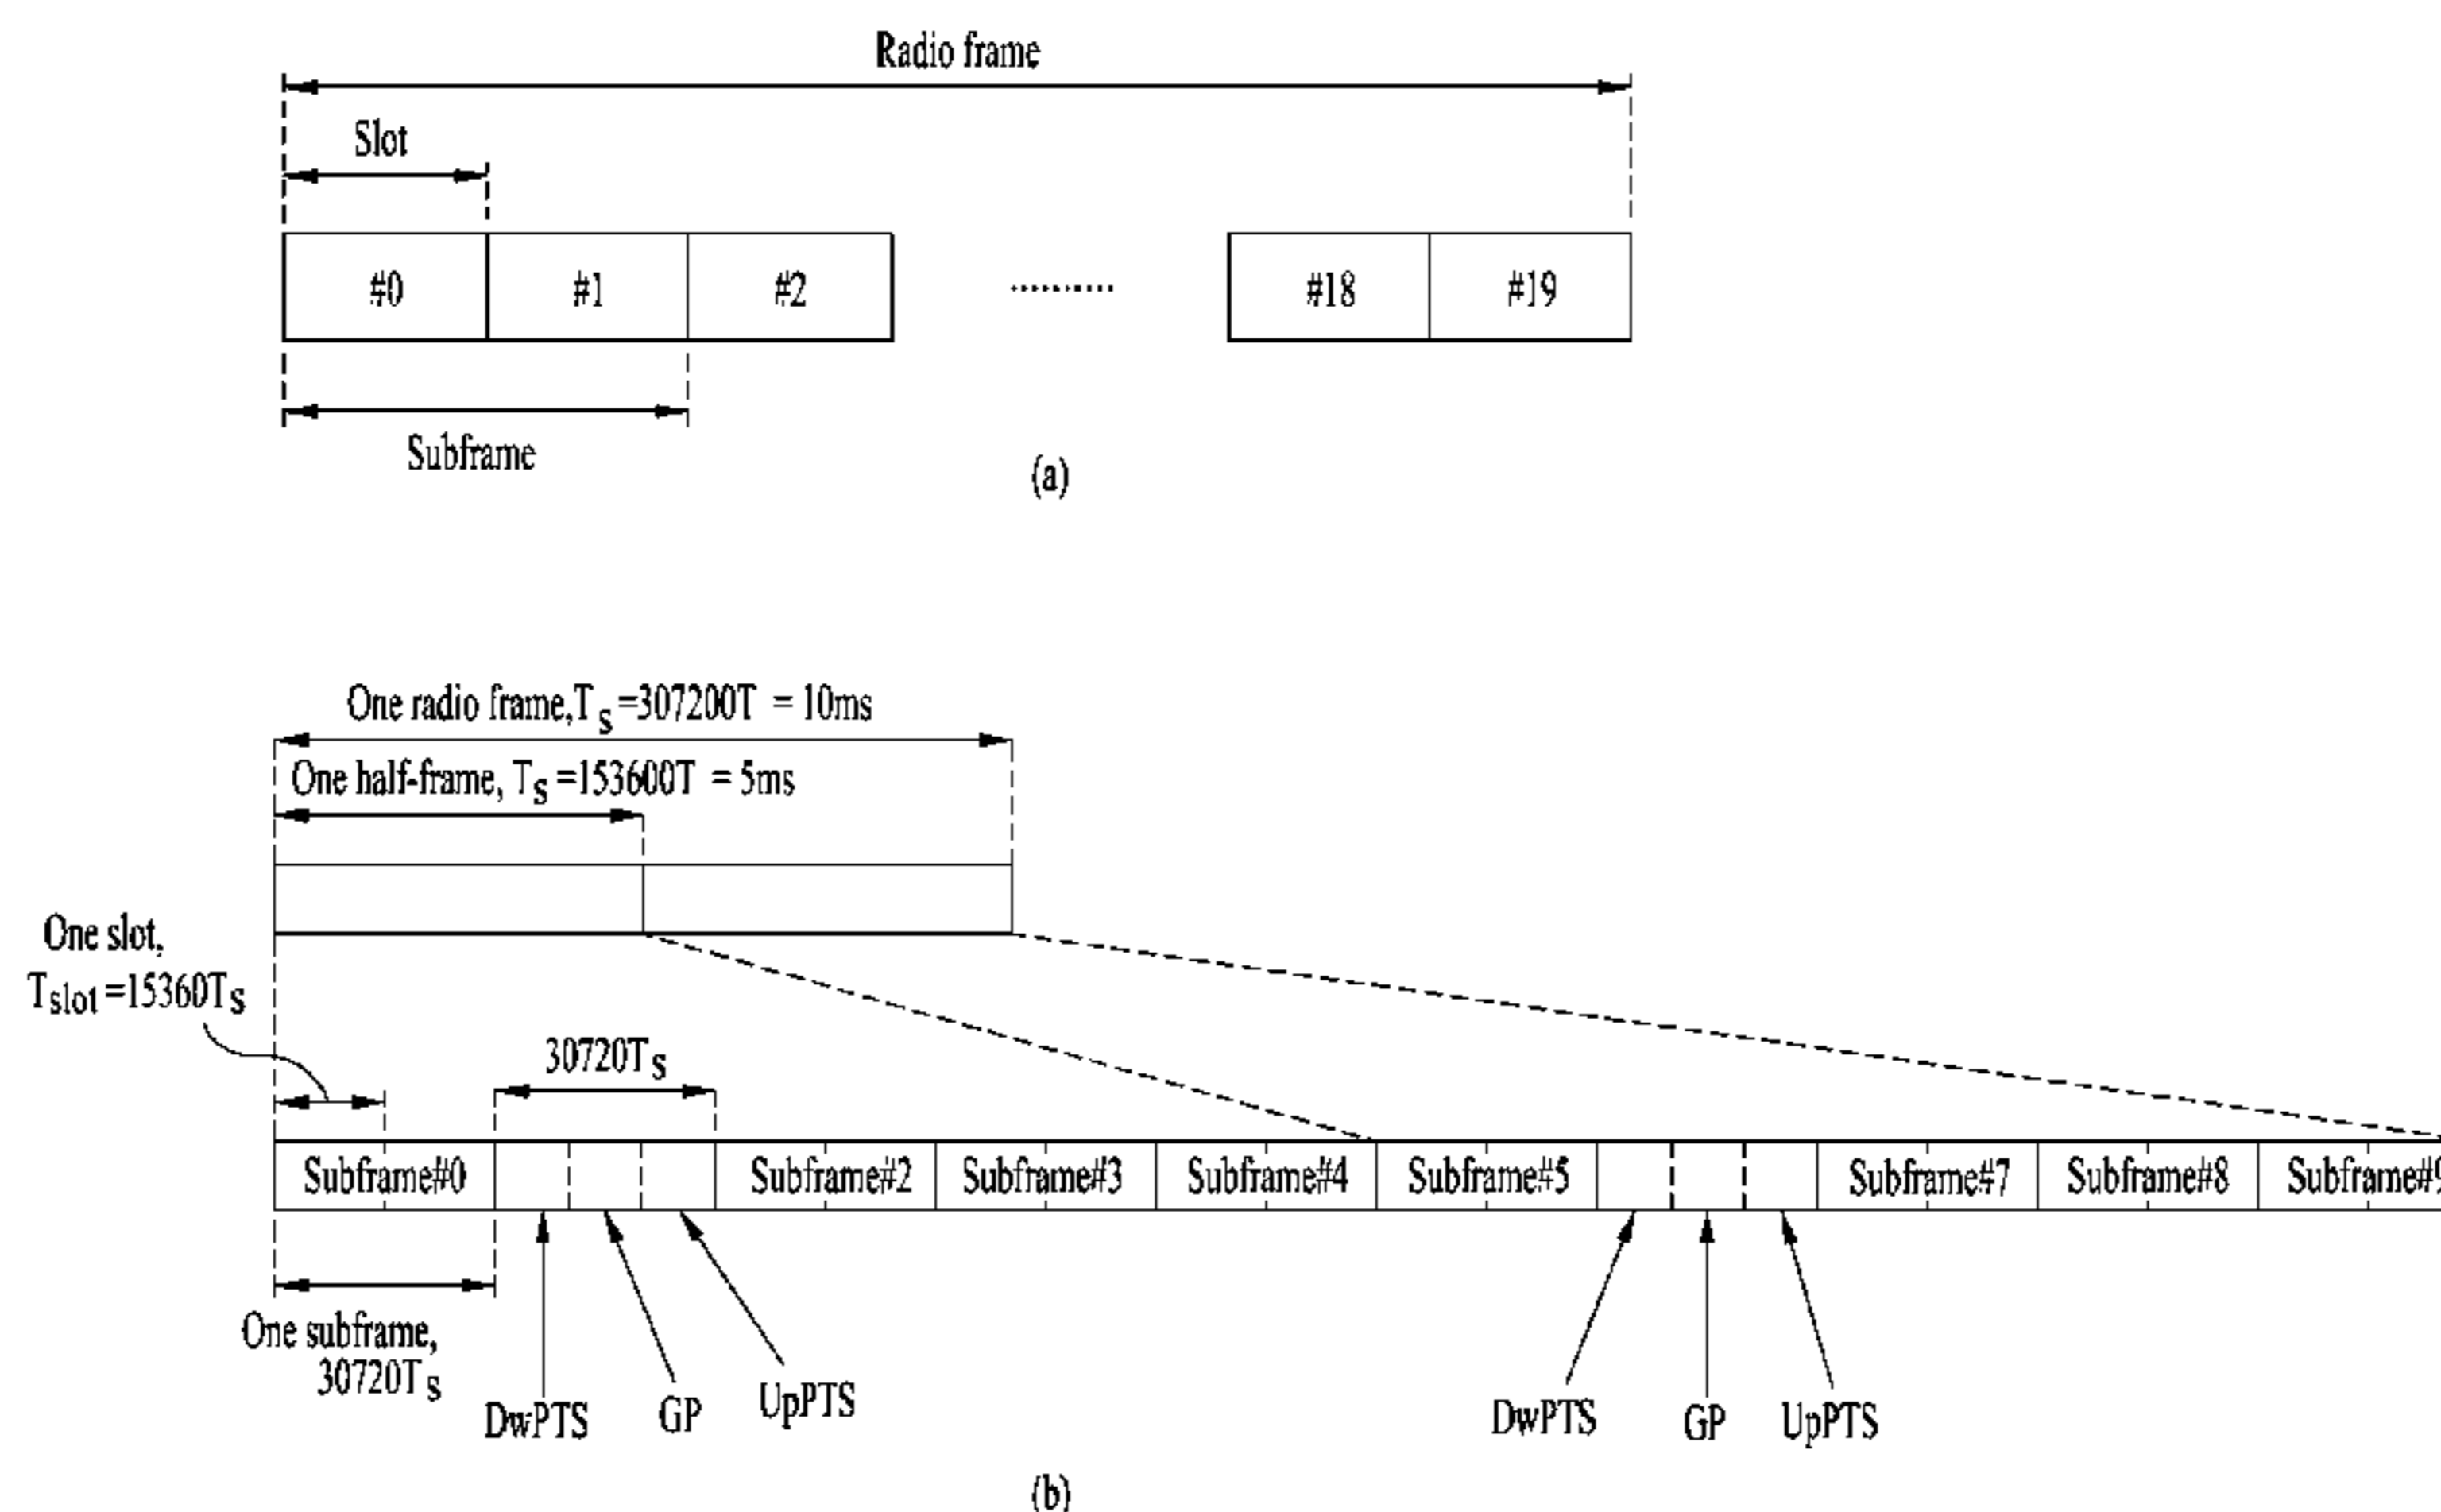 Radio frame
Slot
#0 #1 #2 .......... #18 #19
Subframe
(a)
One radio frame,Ts =307200T = 10ms
One half-frame, Ts =153600T = 5ms
One slot,
Tslot =15360Ts
30720Ts
Subframe#0 Subframe#2 Subframe#3 Subframe#4 Subframe#5 Subframe#7 Subframe#8 Subframe#9
One subframe,
30720Ts
DwPTS GP UpPTS DwPTS GP UpPTS
(b)